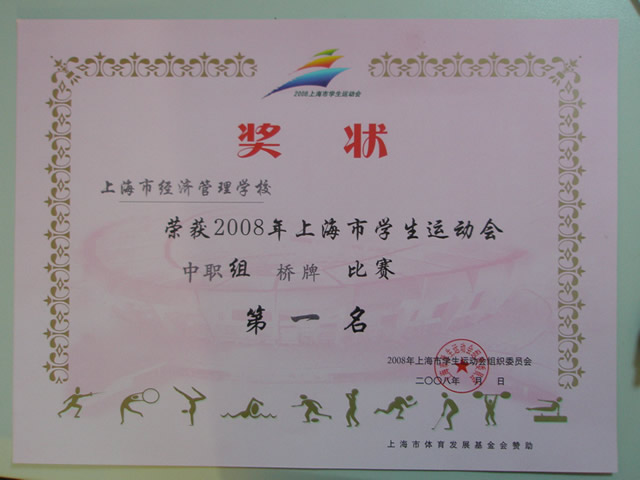 2008上海市学生运动会
奖状
上海市经济管理学校
荣获2008年上海市学生运动会
中职组 桥牌 比赛
第一名
2008年上海市学生运动会组织委员会
二〇〇八年 月 日
上海市体育发展基金会赞助